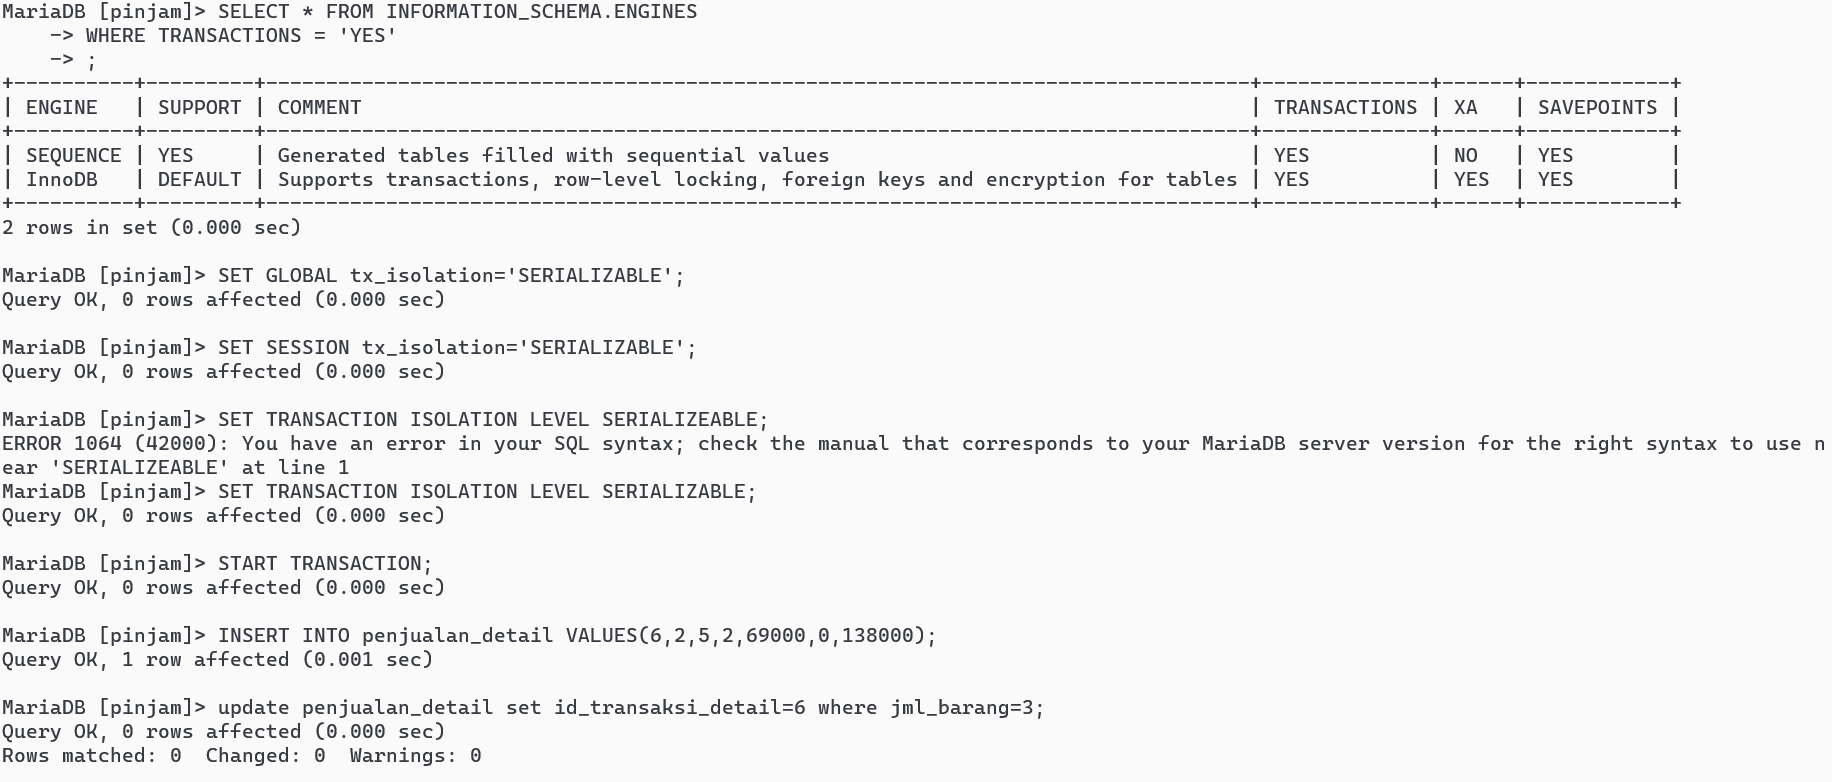 MariaDB [pinjam]> SELECT * FROM INFORMATION_SCHEMA.ENGINES
    -> WHERE TRANSACTIONS = 'YES'
    -> ;
+----------+---------+----------------------------------------------------------------------------------+--------------+------+------------+
| ENGINE   | SUPPORT | COMMENT                                                                          | TRANSACTIONS | XA   | SAVEPOINTS |
+----------+---------+----------------------------------------------------------------------------------+--------------+------+------------+
| SEQUENCE | YES     | Generated tables filled with sequential values                                   | YES          | NO   | YES        |
| InnoDB   | DEFAULT | Supports transactions, row-level locking, foreign keys and encryption for tables | YES          | YES  | YES        |
+----------+---------+----------------------------------------------------------------------------------+--------------+------+------------+
2 rows in set (0.000 sec)

MariaDB [pinjam]> SET GLOBAL tx_isolation='SERIALIZABLE';
Query OK, 0 rows affected (0.000 sec)

MariaDB [pinjam]> SET SESSION tx_isolation='SERIALIZABLE';
Query OK, 0 rows affected (0.000 sec)

MariaDB [pinjam]> SET TRANSACTION ISOLATION LEVEL SERIALIZEABLE;
ERROR 1064 (42000): You have an error in your SQL syntax; check the manual that corresponds to your MariaDB server version for the right syntax to use n
ear 'SERIALIZEABLE' at line 1
MariaDB [pinjam]> SET TRANSACTION ISOLATION LEVEL SERIALIZABLE;
Query OK, 0 rows affected (0.000 sec)

MariaDB [pinjam]> START TRANSACTION;
Query OK, 0 rows affected (0.000 sec)

MariaDB [pinjam]> INSERT INTO penjualan_detail VALUES(6,2,5,2,69000,0,138000);
Query OK, 1 row affected (0.001 sec)

MariaDB [pinjam]> update penjualan_detail set id_transaksi_detail=6 where jml_barang=3;
Query OK, 0 rows affected (0.000 sec)
Rows matched: 0  Changed: 0  Warnings: 0